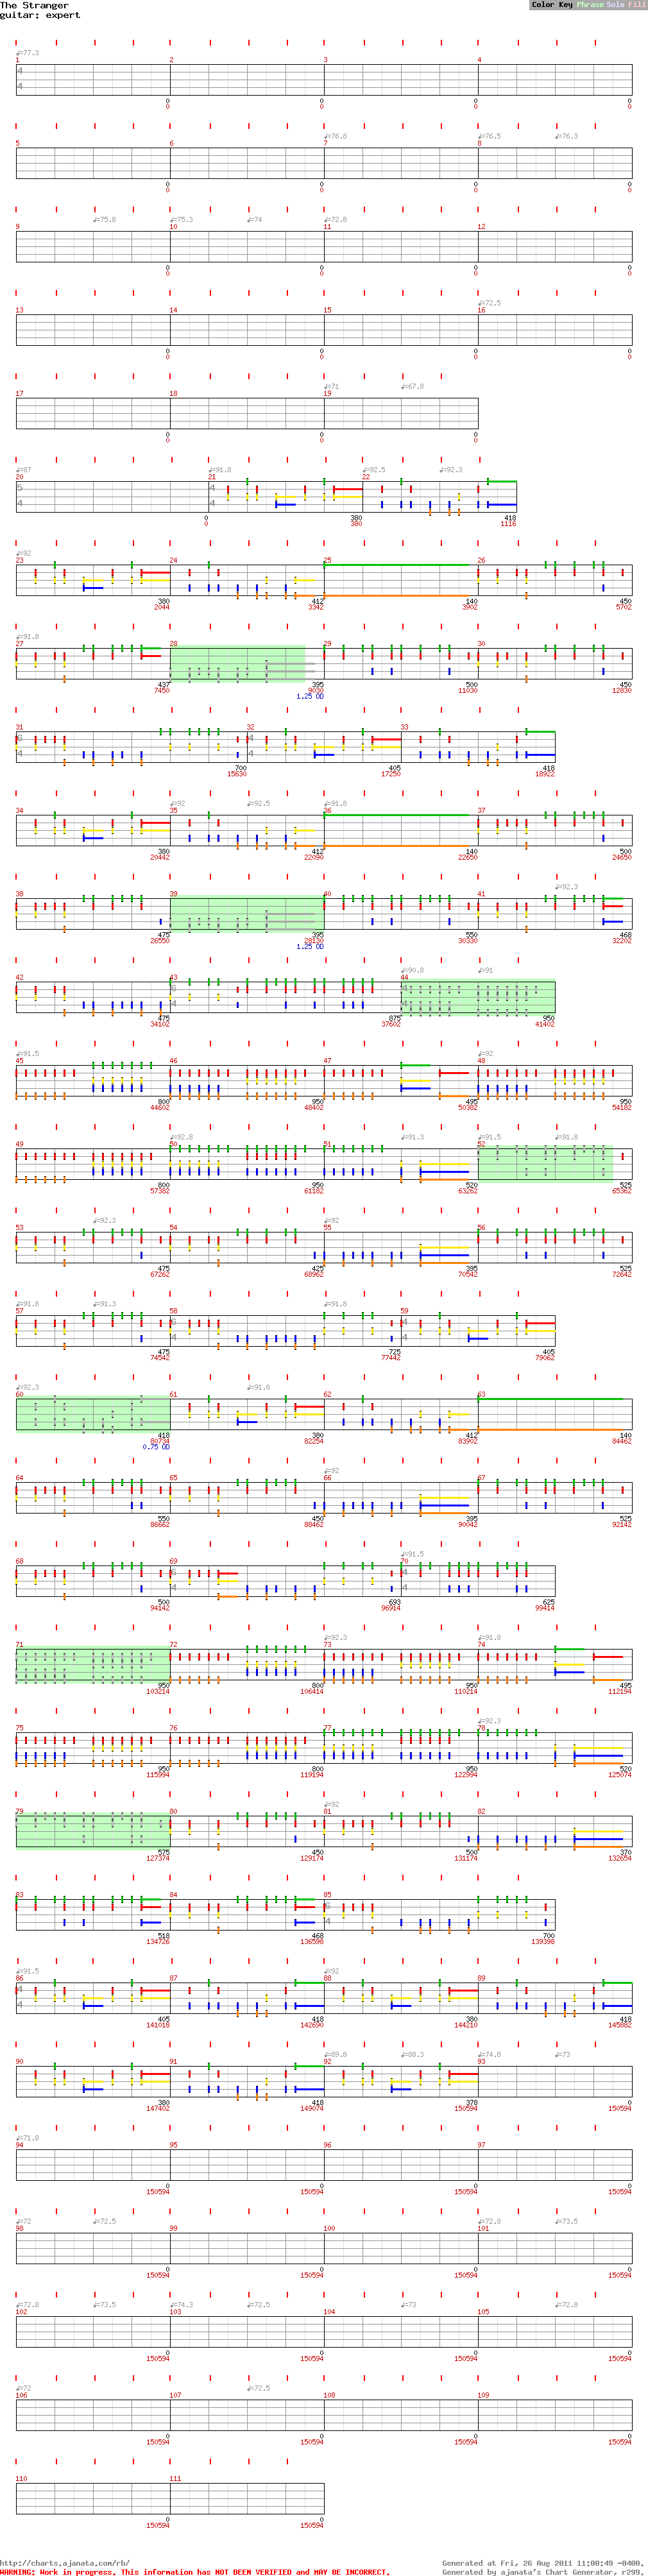 The Stranger
guitar: expert
Color Key Phrase Solo Fill
♩=77.3
1 2 3 4
4
4
0 0 0 0
0 0 0 0
♩=76.8 ♩=76.5 ♩=76.3
5 6 7 8
0 0 0 0
0 0 0 0
♩=75.8 ♩=75.3 ♩=74 ♩=72.8
9 10 11 12
0 0 0 0
0 0 0 0
♩=72.5
13 14 15 16
0 0 0 0
0 0 0 0
♩=71 ♩=67.8
17 18 19
0 0 0
0 0 0
♩=87 ♩=91.8 ♩=92.5 ♩=92.3
20 21 22
5 4
4 4
0 380 418
0 380 1116
♩=92
23 24 25 26
380 412 140 450
2044 3342 3902 5702
♩=91.8
27 28 29 30
437 395 500 450
7450 9030 11030 12830
1.25 OD
31 32 33
6 4
4 4
700 405 418
15630 17250 18922
♩=92 ♩=92.5 ♩=91.8
34 35 36 37
380 412 140 500
20442 22090 22650 24650
♩=92.3
38 39 40 41
475 395 550 468
26550 28130 30330 32202
1.25 OD
♩=90.8 ♩=91
42 43 44
6 4
4 4
475 875 950
34102 37602 41402
♩=91.5 ♩=92
45 46 47 48
800 950 495 950
44602 48402 50382 54182
♩=92.8 ♩=91.3 ♩=91.5 ♩=91.8
49 50 51 52
800 950 520 525
57382 61182 63262 65362
♩=92.3 ♩=92
53 54 55 56
475 425 395 525
67262 68962 70542 72642
♩=91.8 ♩=91.3 ♩=91.8
57 58 59
6 4
4 4
475 725 405
74542 77442 79062
♩=92.3 ♩=91.8
60 61 62 63
418 380 412 140
80734 82254 83902 84462
0.75 OD
♩=92
64 65 66 67
550 450 395 525
86662 88462 90042 92142
♩=91.5
68 69 70
6 4
4 4
500 693 625
94142 96914 99414
♩=92.3 ♩=91.8
71 72 73 74
950 800 950 495
103214 106414 110214 112194
♩=92.3
75 76 77 78
950 800 950 520
115994 119194 122994 125074
♩=92
79 80 81 82
575 450 500 370
127374 129174 131174 132654
83 84 85
6
4
518 468 700
134726 136598 139398
♩=91.5 ♩=92
86 87 88 89
4
4
405 418 380 418
141018 142690 144210 145882
♩=89.8 ♩=88.3 ♩=74.8 ♩=73
90 91 92 93
380 418 378 0
147402 149074 150594 150594
♩=71.8
94 95 96 97
0 0 0 0
150594 150594 150594 150594
♩=72 ♩=72.5 ♩=72.8 ♩=73.5
98 99 100 101
0 0 0 0
150594 150594 150594 150594
♩=72.8 ♩=73.5 ♩=74.3 ♩=72.5 ♩=73 ♩=72.8
102 103 104 105
0 0 0 0
150594 150594 150594 150594
♩=72 ♩=72.5
106 107 108 109
0 0 0 0
150594 150594 150594 150594
110 111
0 0
150594 150594
http://charts.ajanata.com/rb/
Generated at Fri, 26 Aug 2011 11:08:49 -0400.
WARNING: Work in progress. This information has NOT BEEN VERIFIED and MAY BE INCORRECT.
Generated by ajanata's Chart Generator, r299.